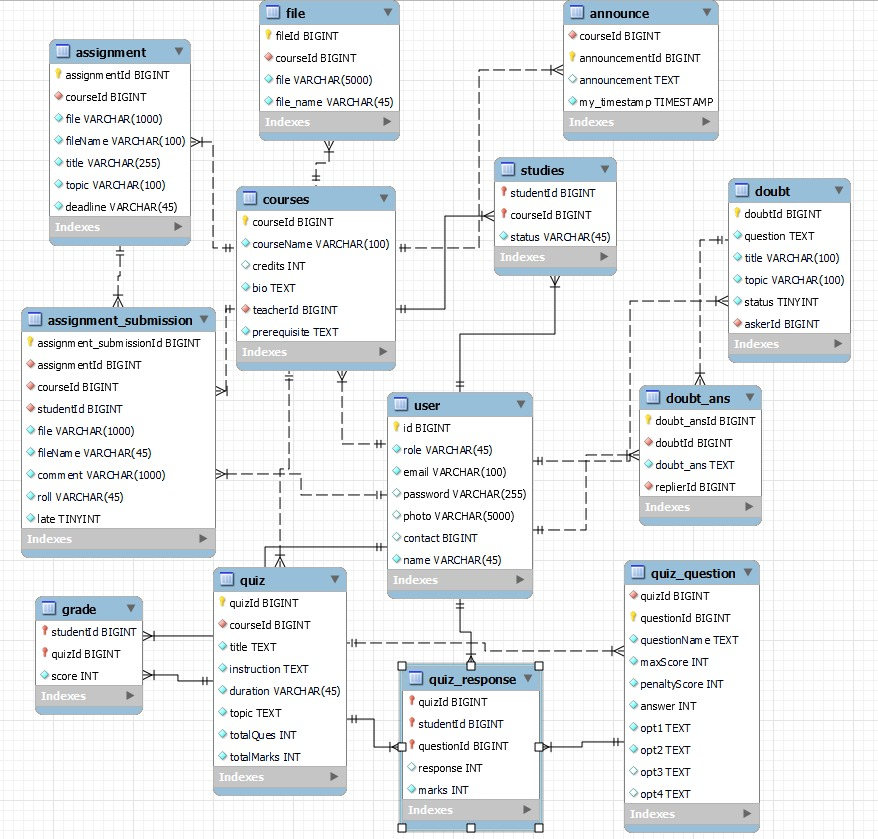 file
fileId BIGINT
courseId BIGINT
file VARCHAR(5000)
file_name VARCHAR(45)
Indexes
announce
courseId BIGINT
announcementId BIGINT
announcement TEXT
my_timestamp TIMESTAMP
Indexes
assignment
assignmentId BIGINT
courseId BIGINT
file VARCHAR(1000)
fileName VARCHAR(100)
title VARCHAR(255)
topic VARCHAR(100)
deadline VARCHAR(45)
Indexes
courses
courseId BIGINT
courseName VARCHAR(100)
credits INT
bio TEXT
teacherId BIGINT
prerequisite TEXT
Indexes
studies
studentId BIGINT
courseId BIGINT
status VARCHAR(45)
Indexes
doubt
doubtId BIGINT
question TEXT
title VARCHAR(100)
topic VARCHAR(100)
status TINYINT
askerId BIGINT
Indexes
assignment_submission
assignment_submissionId BIGINT
assignmentId BIGINT
courseId BIGINT
studentId BIGINT
file VARCHAR(1000)
fileName VARCHAR(45)
comment VARCHAR(1000)
roll VARCHAR(45)
late TINYINT
Indexes
user
id BIGINT
role VARCHAR(45)
email VARCHAR(100)
password VARCHAR(255)
photo VARCHAR(5000)
contact BIGINT
name VARCHAR(45)
Indexes
doubt_ans
doubt_ansId BIGINT
doubtId BIGINT
doubt_ans TEXT
replierId BIGINT
Indexes
grade
studentId BIGINT
quizId BIGINT
score INT
Indexes
quiz
quizId BIGINT
courseId BIGINT
title TEXT
instruction TEXT
duration VARCHAR(45)
topic TEXT
totalQues INT
totalMarks INT
Indexes
quiz_response
quizId BIGINT
studentId BIGINT
questionId BIGINT
response INT
marks INT
Indexes
quiz_question
quizId BIGINT
questionId BIGINT
questionName TEXT
maxScore INT
penaltyScore INT
answer INT
opt1 TEXT
opt2 TEXT
opt3 TEXT
opt4 TEXT
Indexes